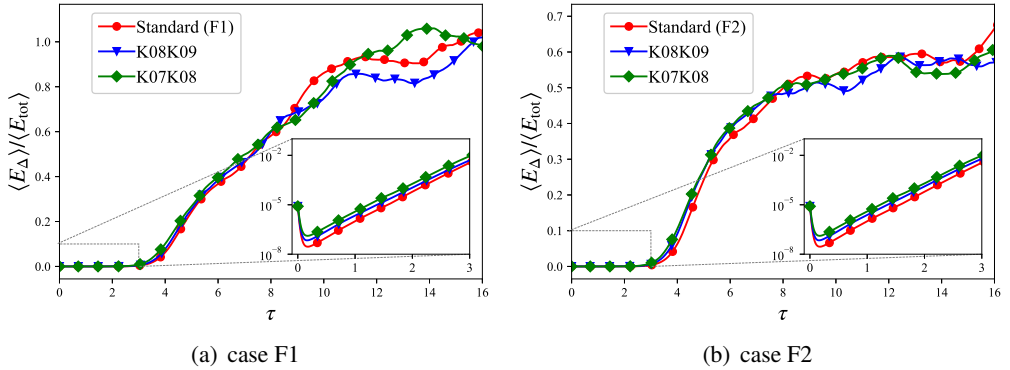 Standard (F1)
K08K09
K07K08
⟨E_Δ⟩/⟨E_tot⟩
1.0
0.8
0.6
0.4
0.2
0.0
10⁻²
10⁻⁵
10⁻⁸
0 1 2 3
0 2 4 6 8 10 12 14 16
τ
(a) case F1
Standard (F2)
K08K09
K07K08
⟨E_Δ⟩/⟨E_tot⟩
0.7
0.6
0.5
0.4
0.3
0.2
0.1
0.0
10⁻²
10⁻⁵
10⁻⁸
0 1 2 3
0 2 4 6 8 10 12 14 16
τ
(b) case F2